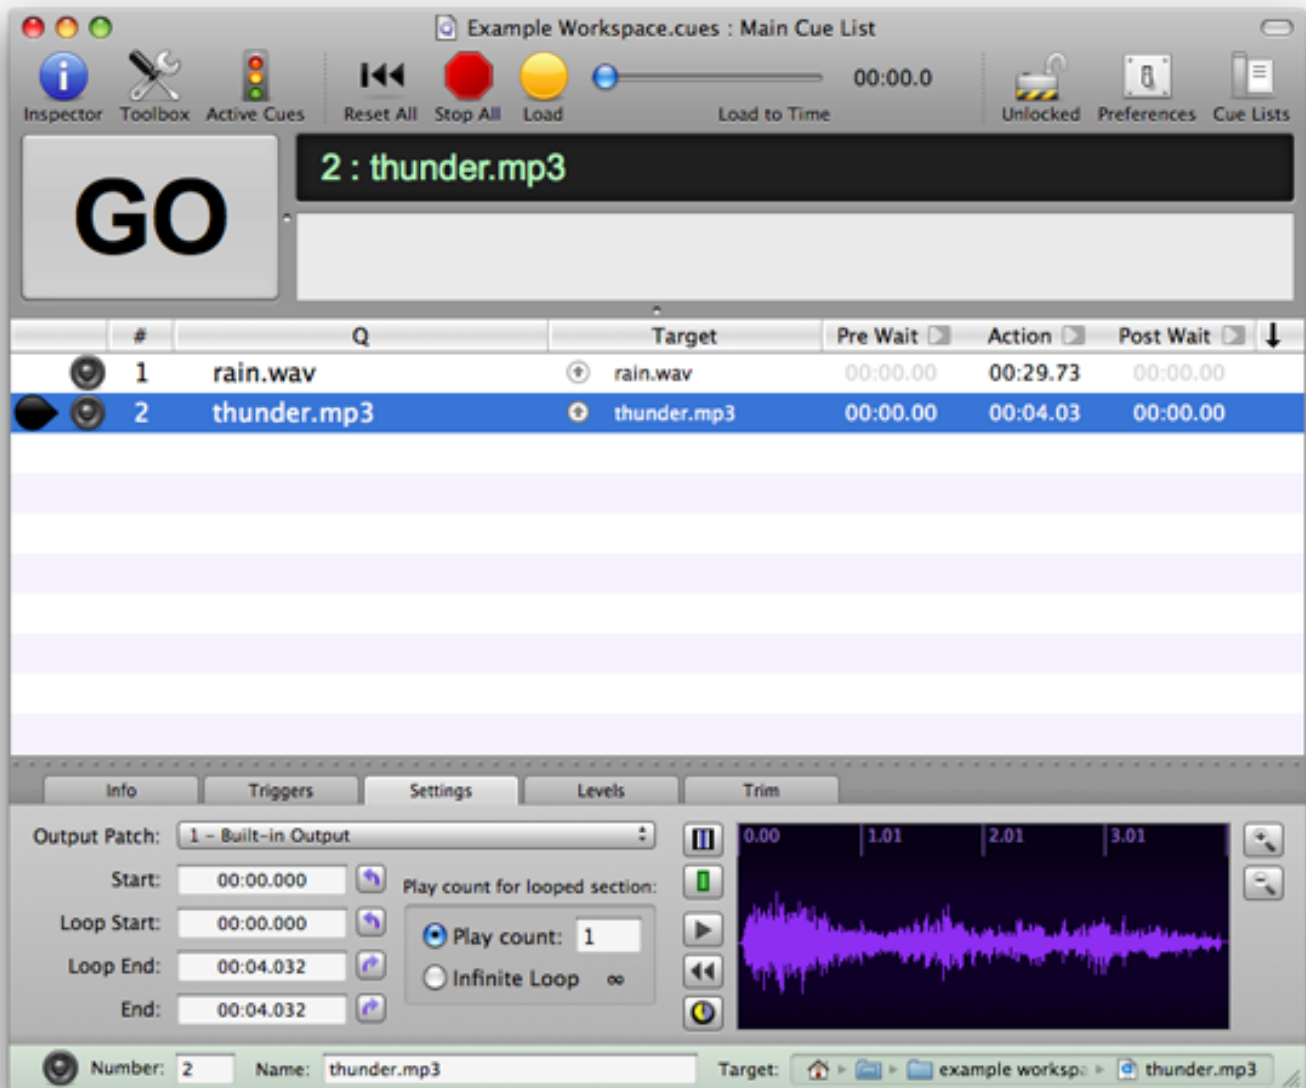 Example Workspace.cues : Main Cue List
Inspector Toolbox Active Cues Reset All Stop All Load 00:00.0 Load to Time Unlocked Preferences Cue Lists
GO
2 : thunder.mp3
# Q Target Pre Wait Action Post Wait
1 rain.wav rain.wav 00:00.00 00:29.73 00:00.00
2 thunder.mp3 thunder.mp3 00:00.00 00:04.03 00:00.00
Info Triggers Settings Levels Trim
Output Patch: 1 - Built-in Output
0.00 1.01 2.01 3.01
Start: 00:00.000
Play count for looped section:
Loop Start: 00:00.000
Play count: 1
Loop End: 00:04.032
Infinite Loop ∞
End: 00:04.032
Number: 2 Name: thunder.mp3 Target: example workspa thunder.mp3